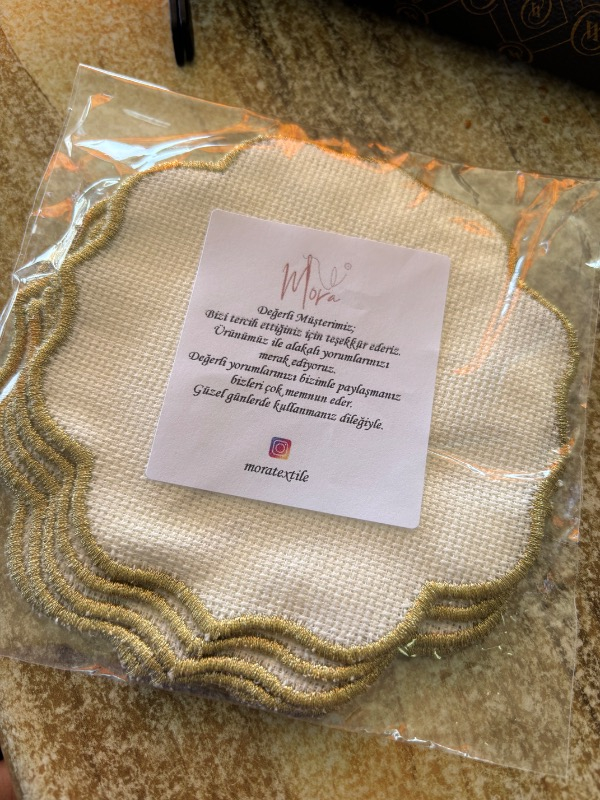 Mora
Değerli Müşterimiz;
Bizi tercih ettiğiniz için teşekkür ederiz.
Ürünümüz ile alakalı yorumlarınızı
merak ediyoruz.
Değerli yorumlarınızı bizimle paylaşmanız
bizleri çok memnun eder.
Güzel günlerde kullanmanız dileğiyle.
moratextile